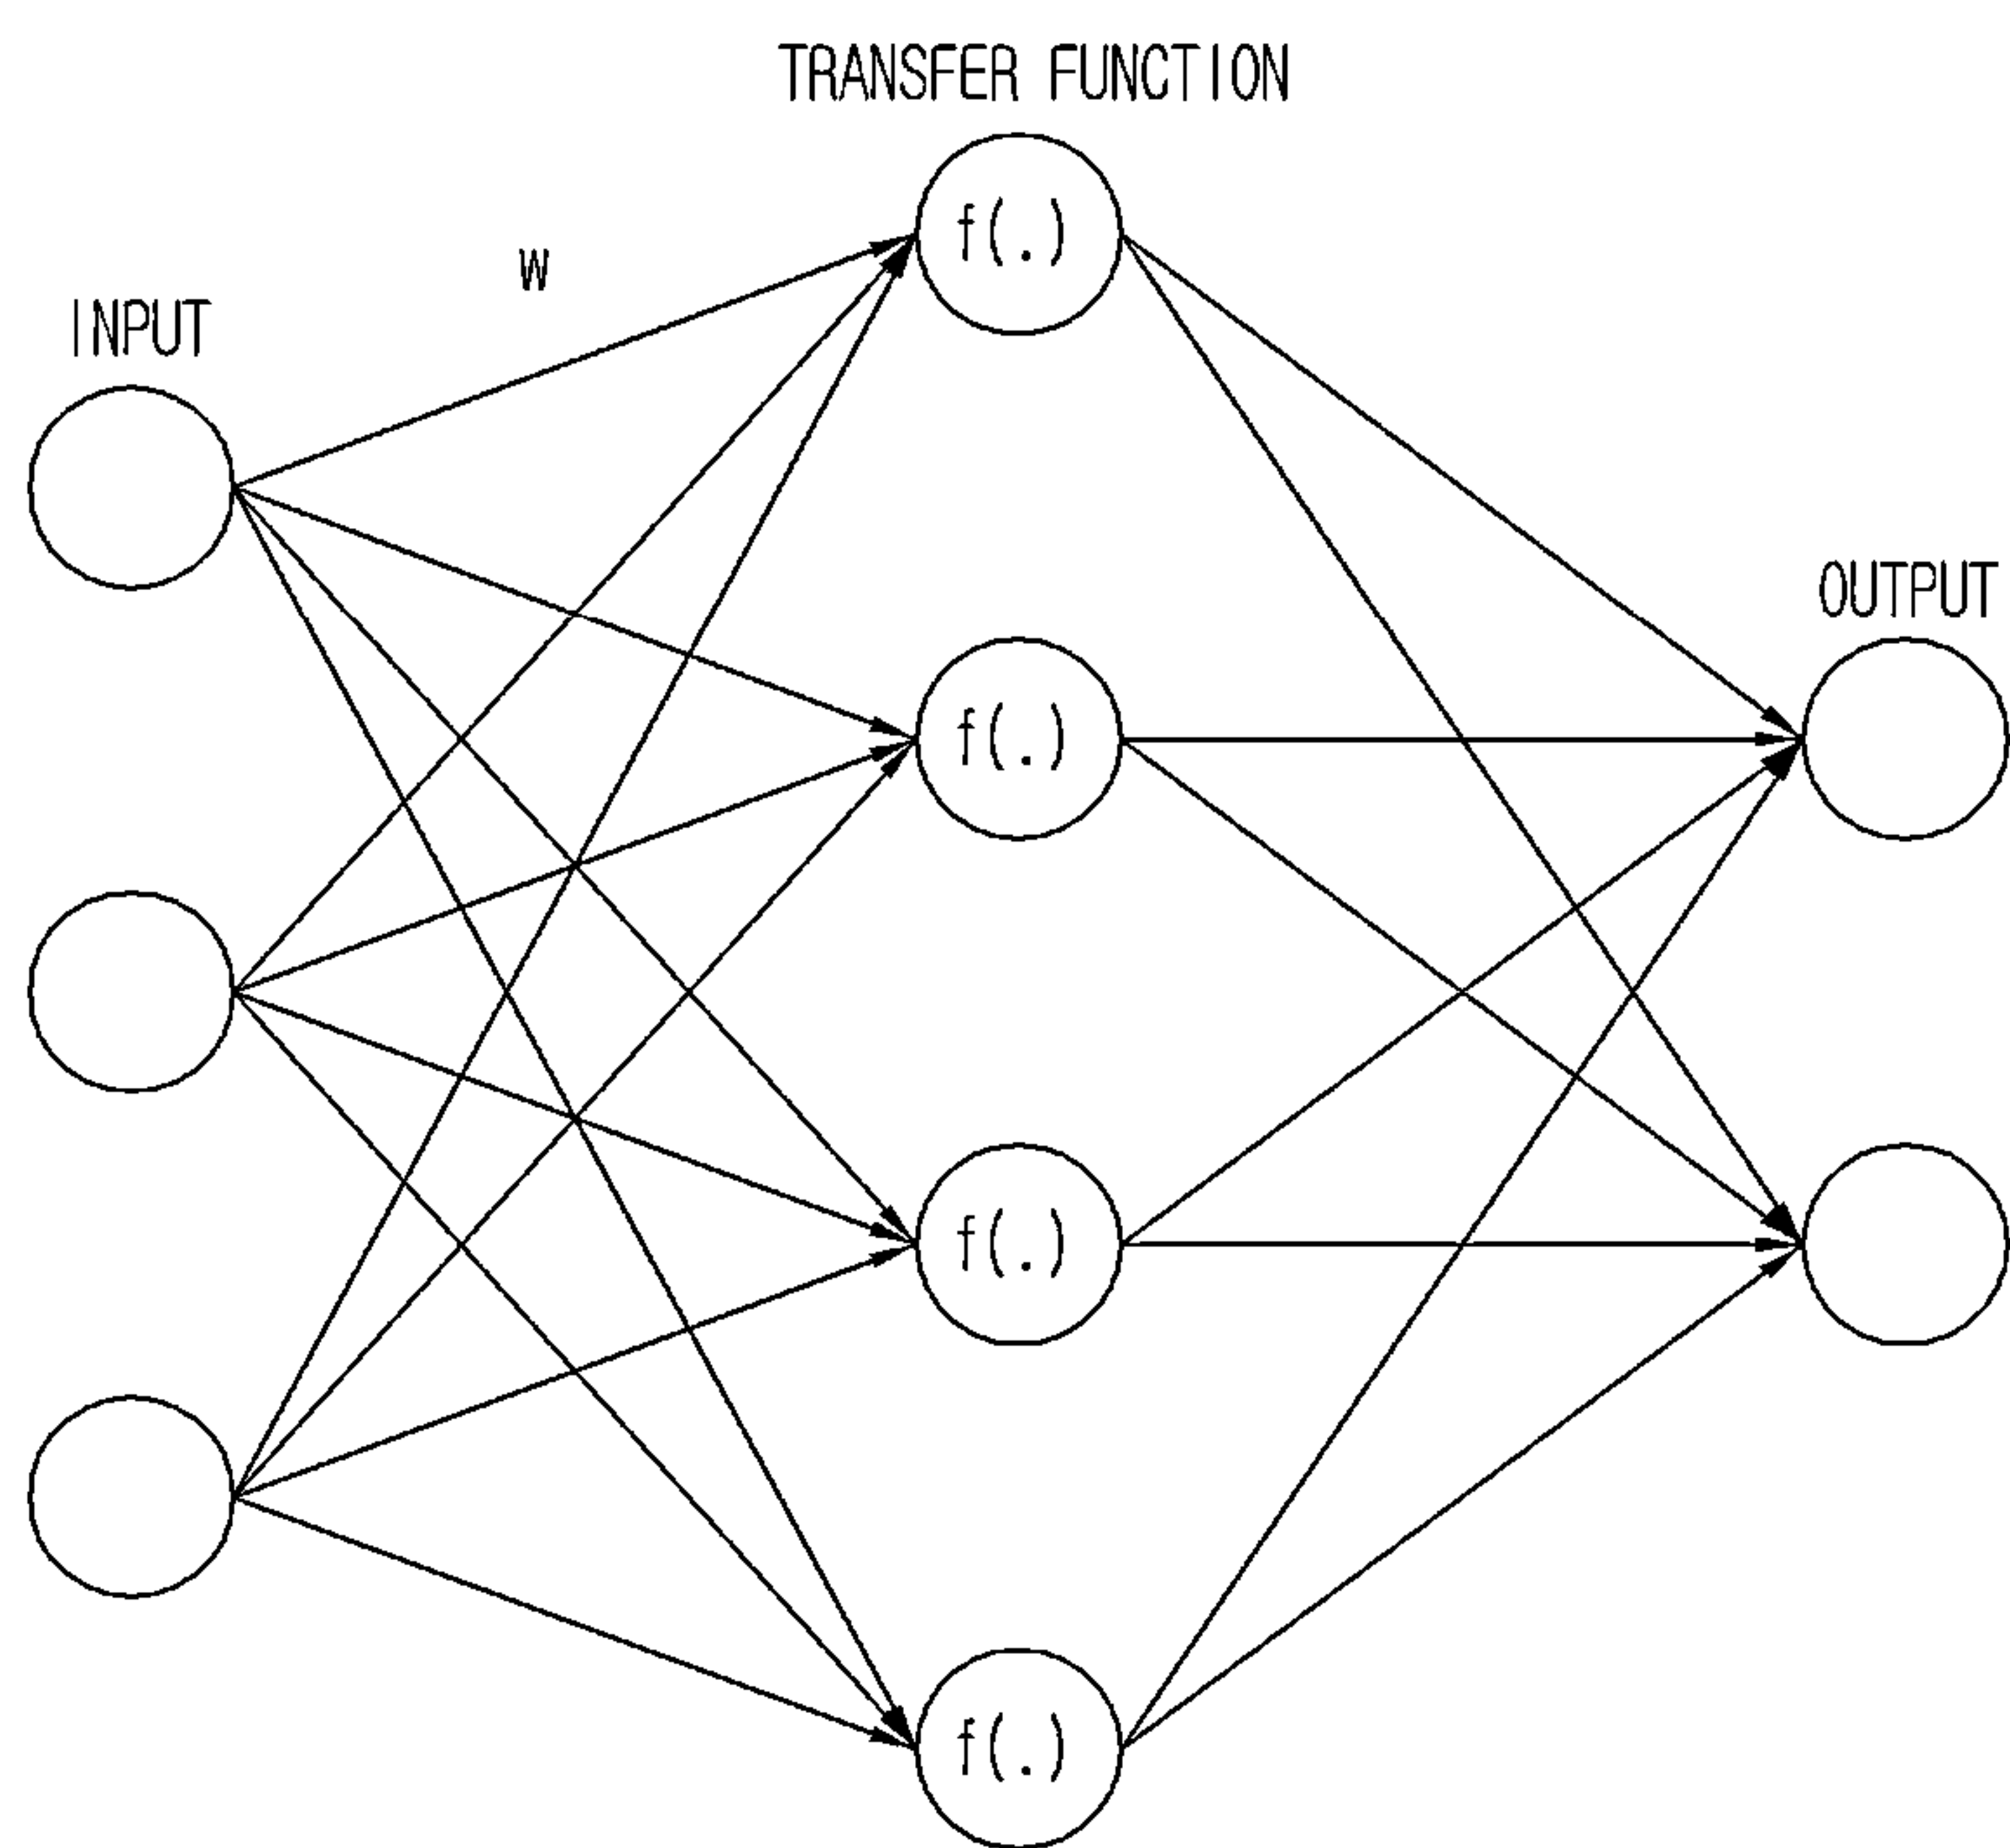 TRANSFER FUNCTION
f(.)
W
INPUT
OUTPUT
f(.)
f(.)
f(.)